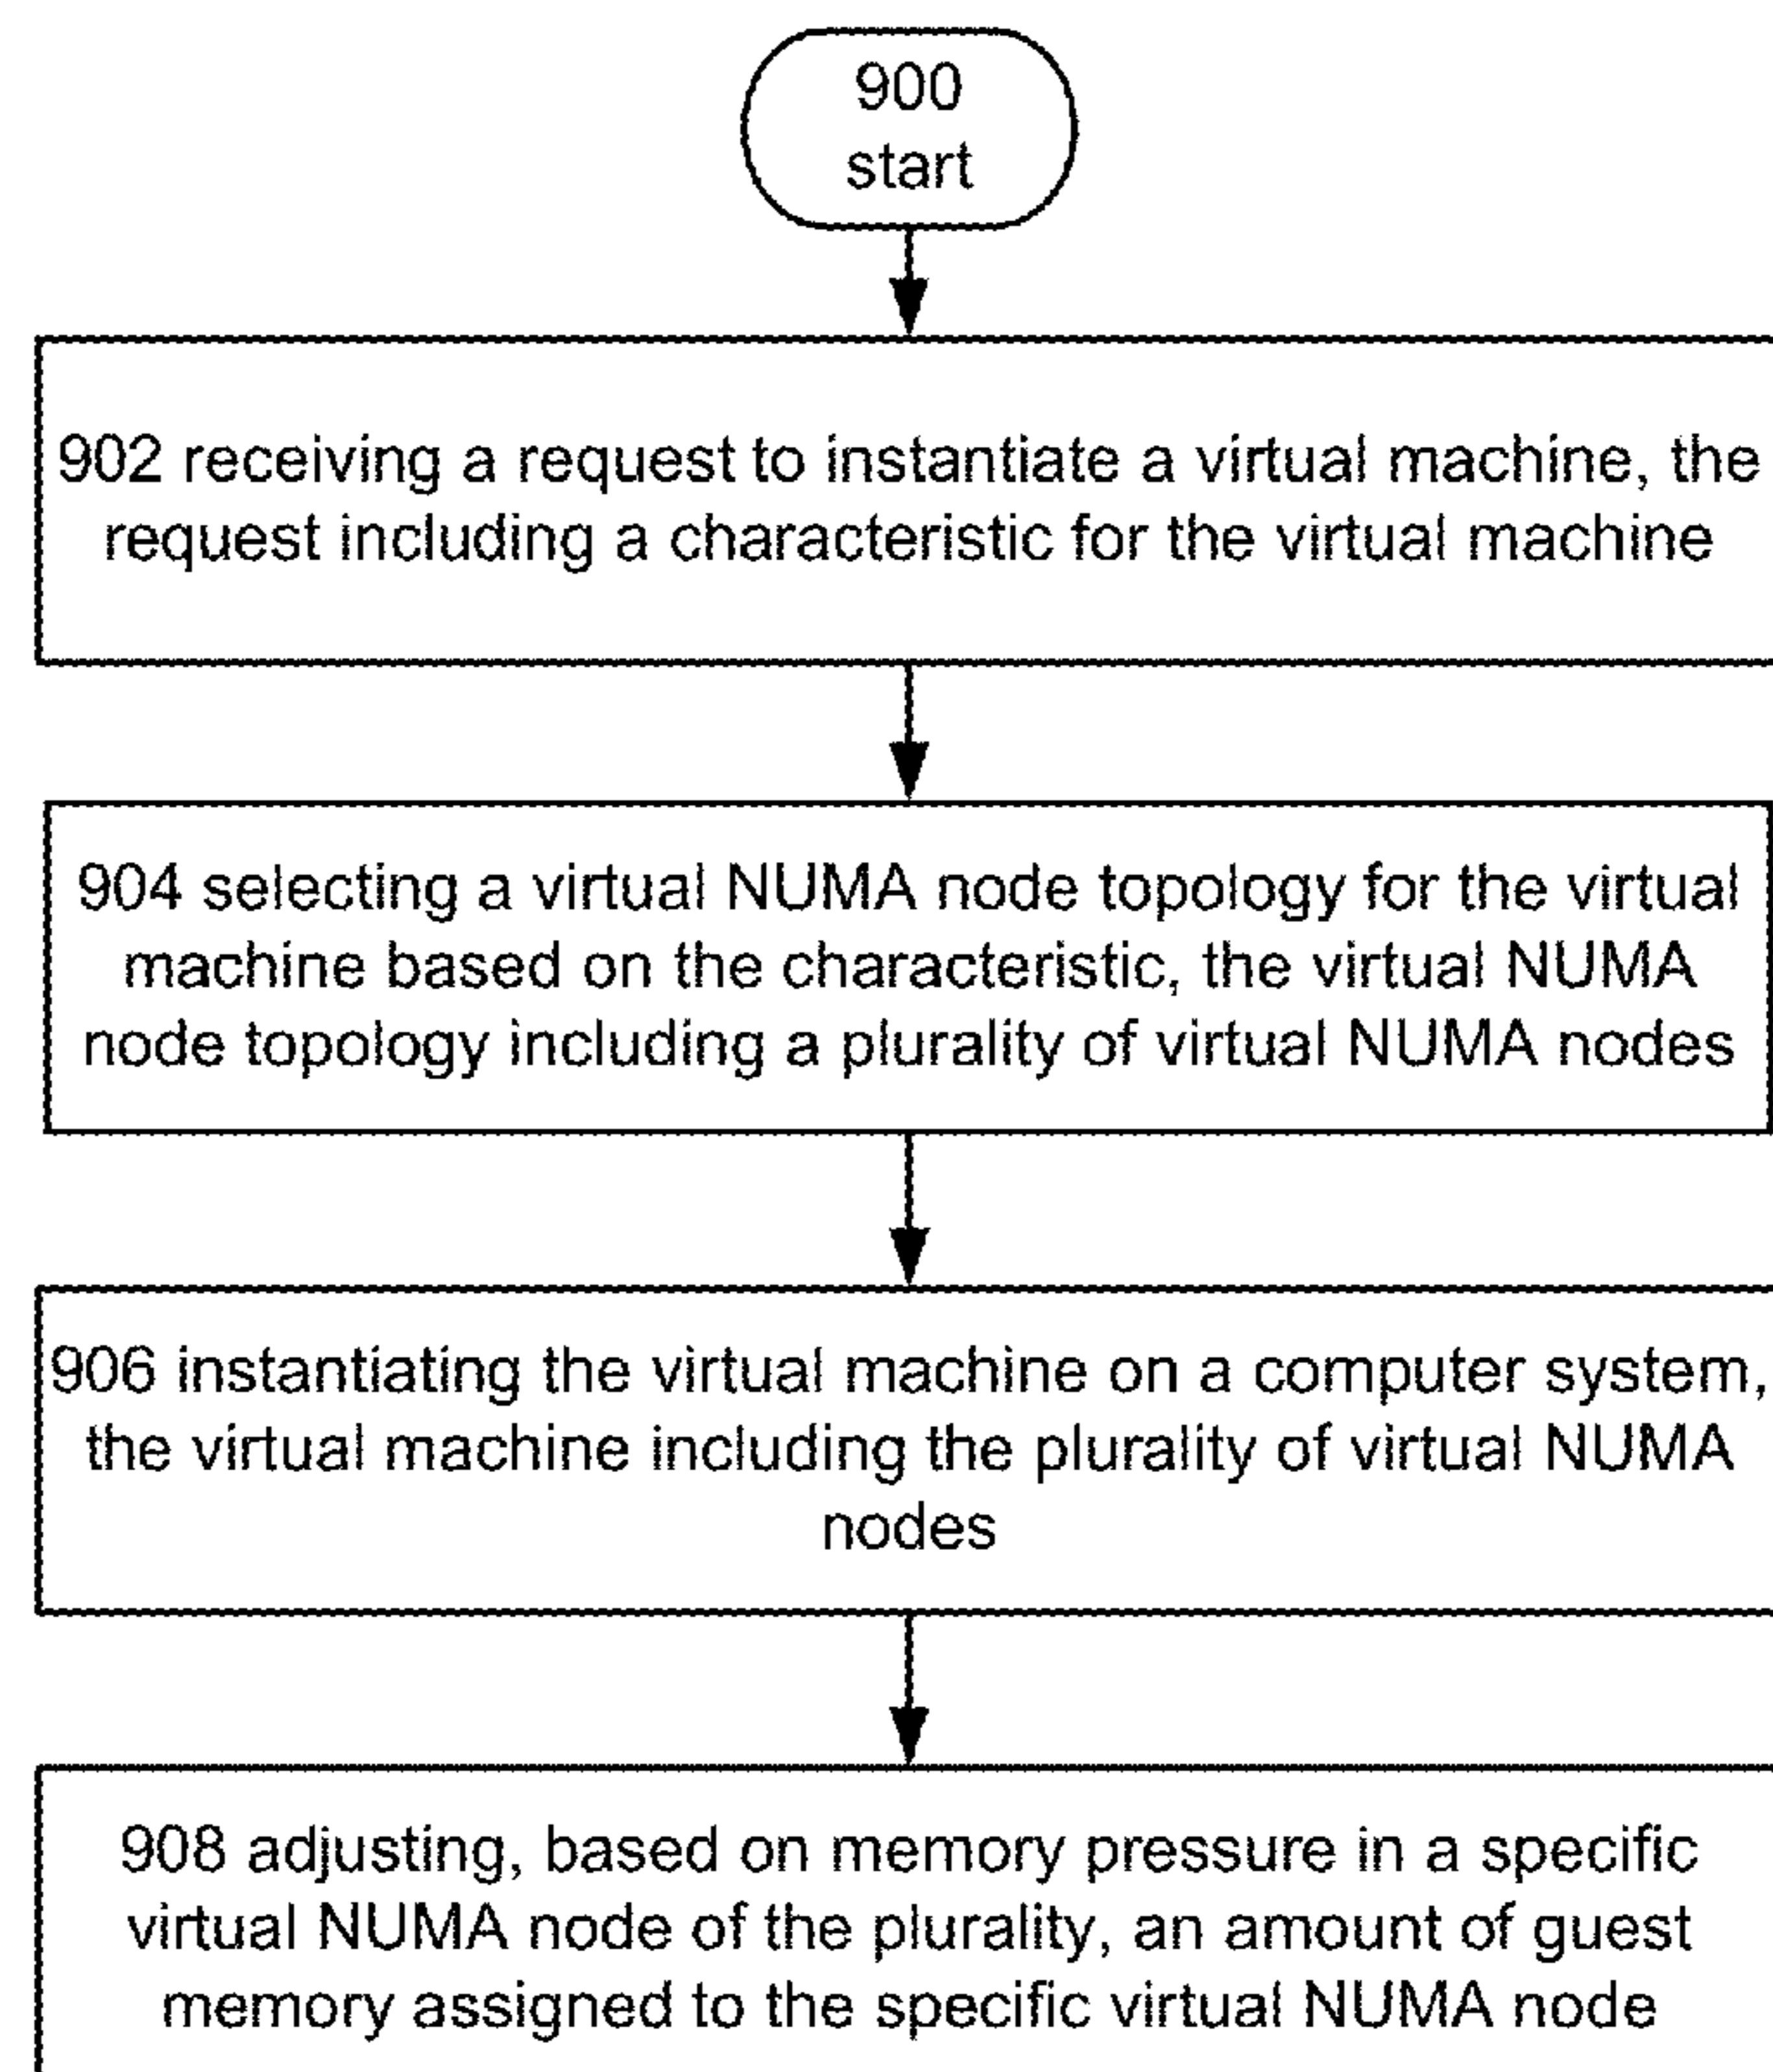 900
start
902 receiving a request to instantiate a virtual machine, the
request including a characteristic for the virtual machine
904 selecting a virtual NUMA node topology for the virtual
machine based on the characteristic, the virtual NUMA
node topology including a plurality of virtual NUMA nodes
906 instantiating the virtual machine on a computer system,
the virtual machine including the plurality of virtual NUMA
nodes
908 adjusting, based on memory pressure in a specific
virtual NUMA node of the plurality, an amount of guest
memory assigned to the specific virtual NUMA node